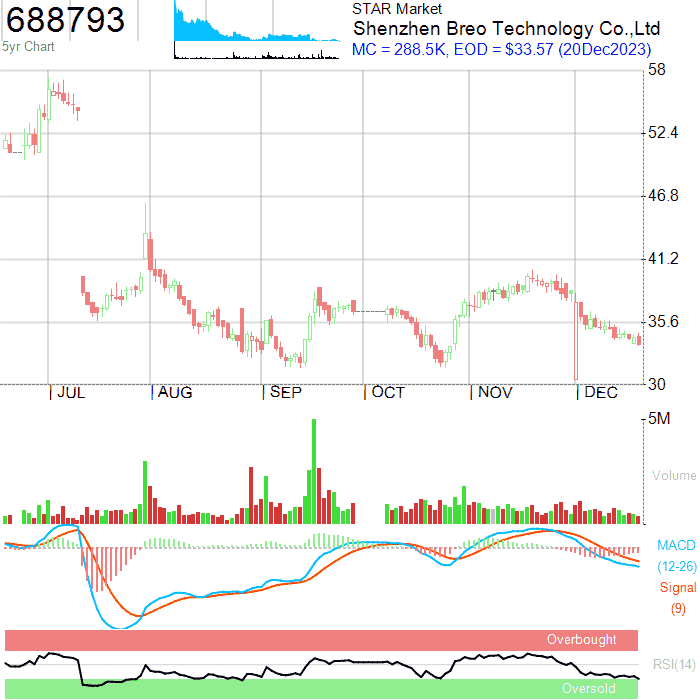 688793
5yr Chart
STAR Market
Shenzhen Breo Technology Co.,Ltd
MC = 288.5K, EOD = $33.57 (20Dec2023)
58
52.4
46.8
41.2
35.6
30
JUL
AUG
SEP
OCT
NOV
DEC
5M
Volume
MACD
(12-26)
Signal
(9)
Overbought
RSI(14)
Oversold